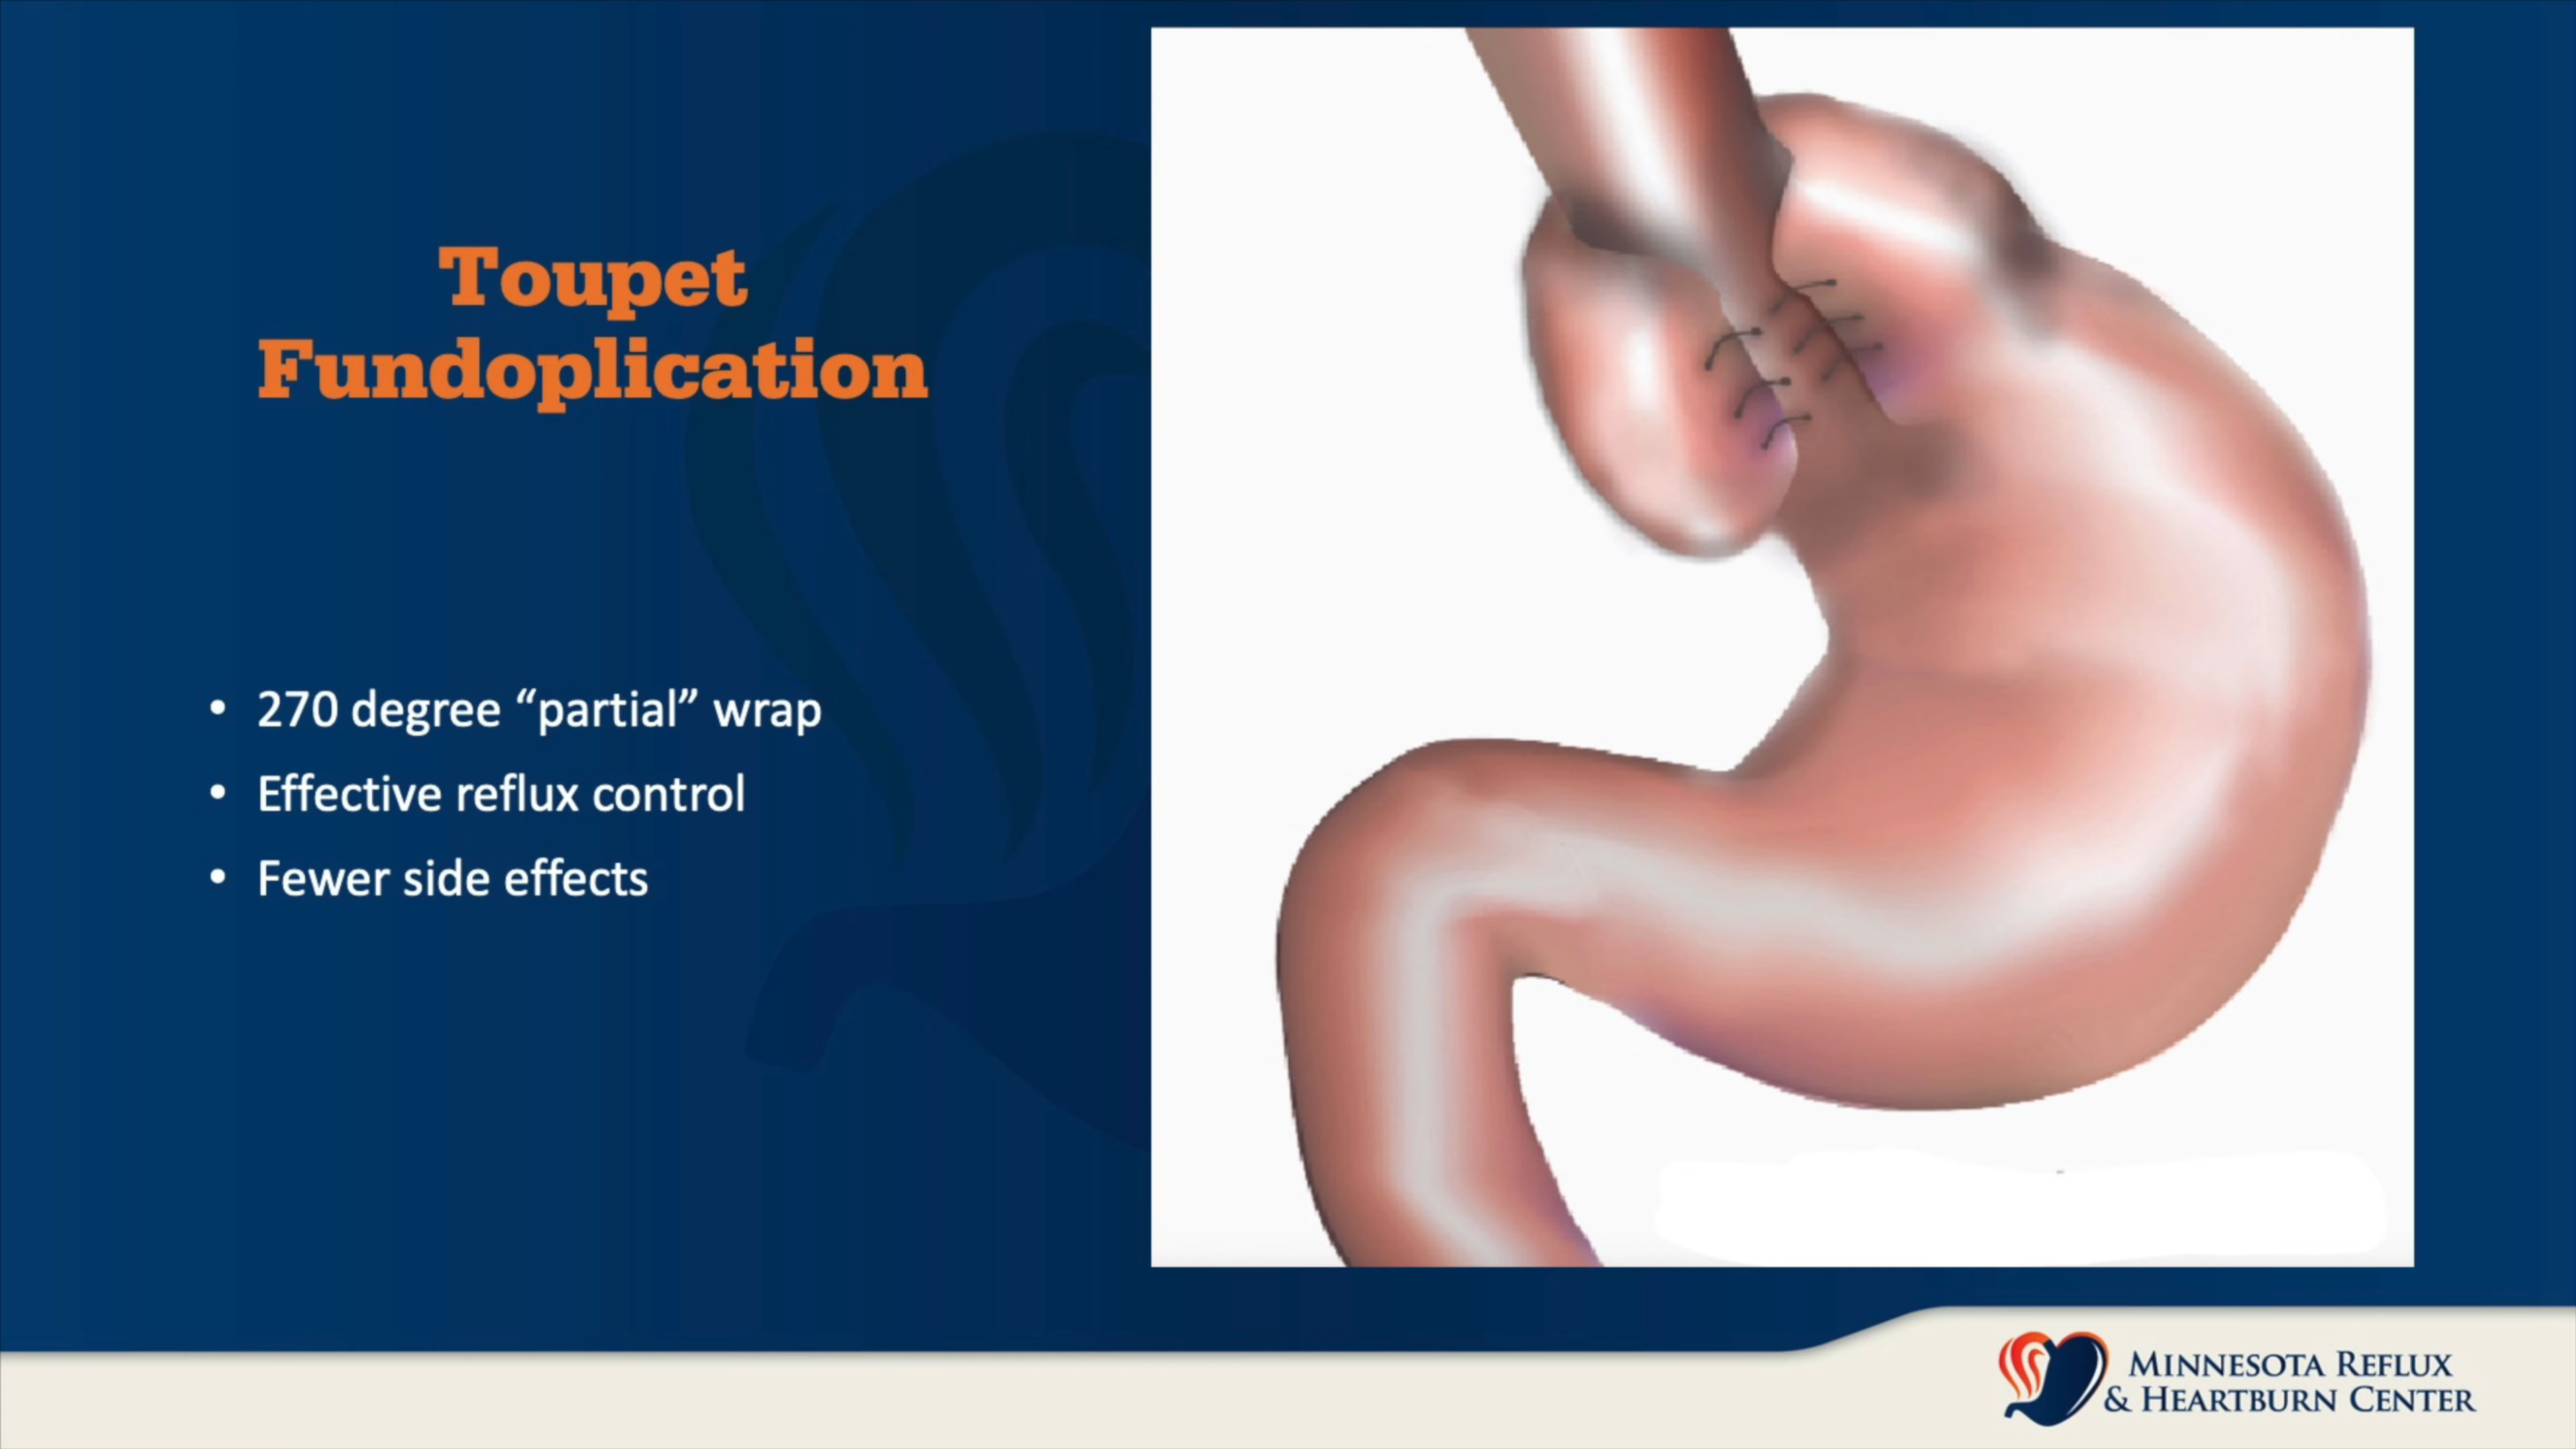 Toupet
Fundoplication
• 270 degree “partial” wrap
• Effective reflux control
• Fewer side effects
MINNESOTA REFLUX
& HEARTBURN CENTER